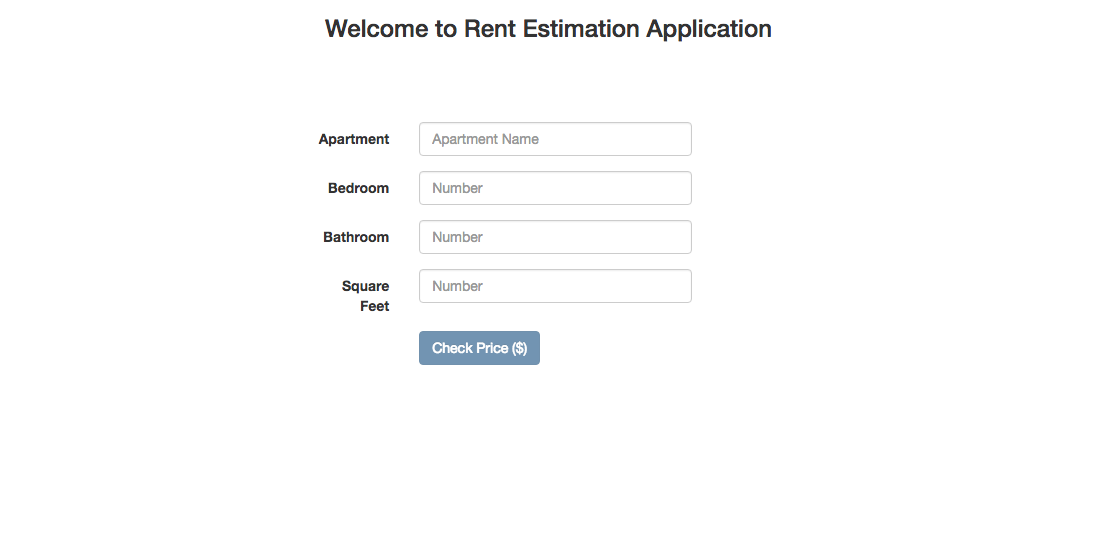 Welcome to Rent Estimation Application
Apartment
Apartment Name
Bedroom
Number
Bathroom
Number
Square
Feet
Number
Check Price ($)